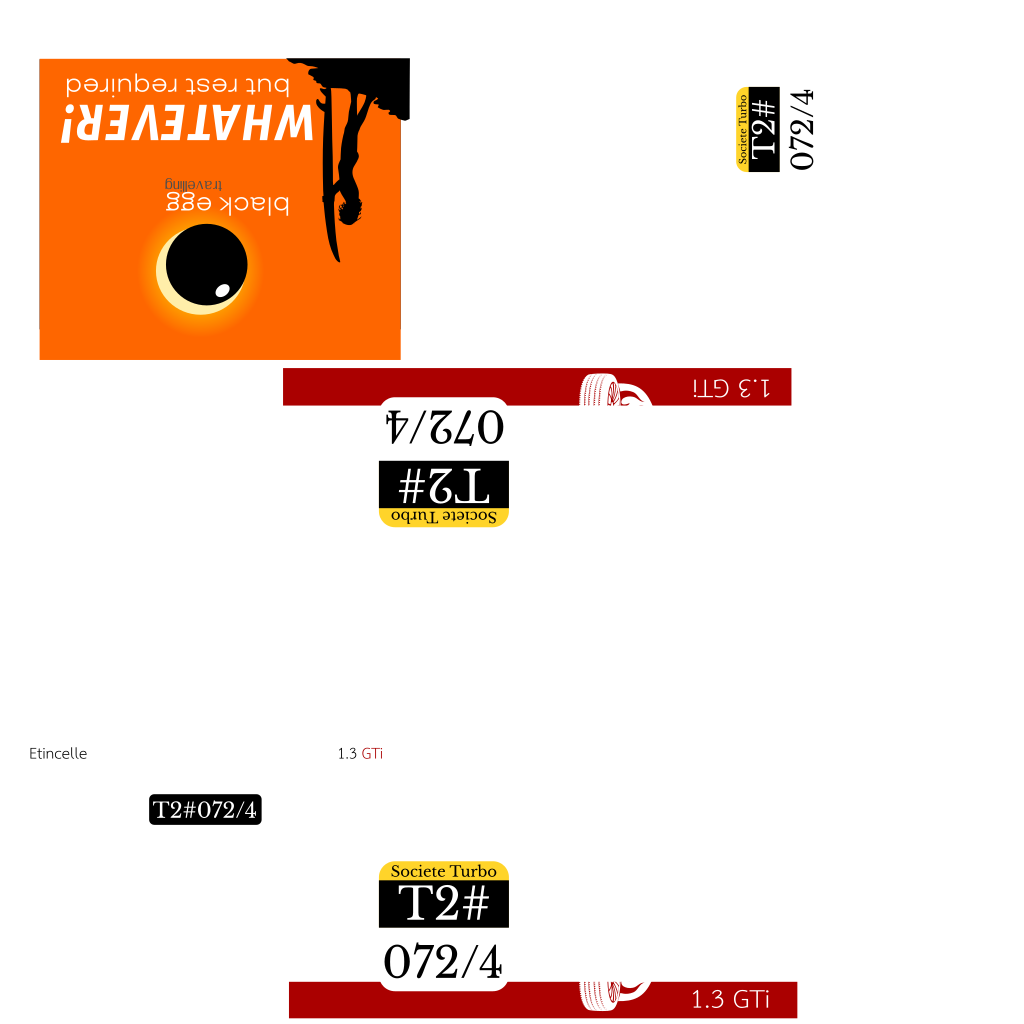 but rest required
WHATEVER!
travelling
black egg
Societe Turbo
T2#
072/4
1.3 GTi
072/4
T2#
Societe Turbo
Etincelle
1.3 GTi
T2#072/4
Societe Turbo
T2#
072/4
1.3 GTi